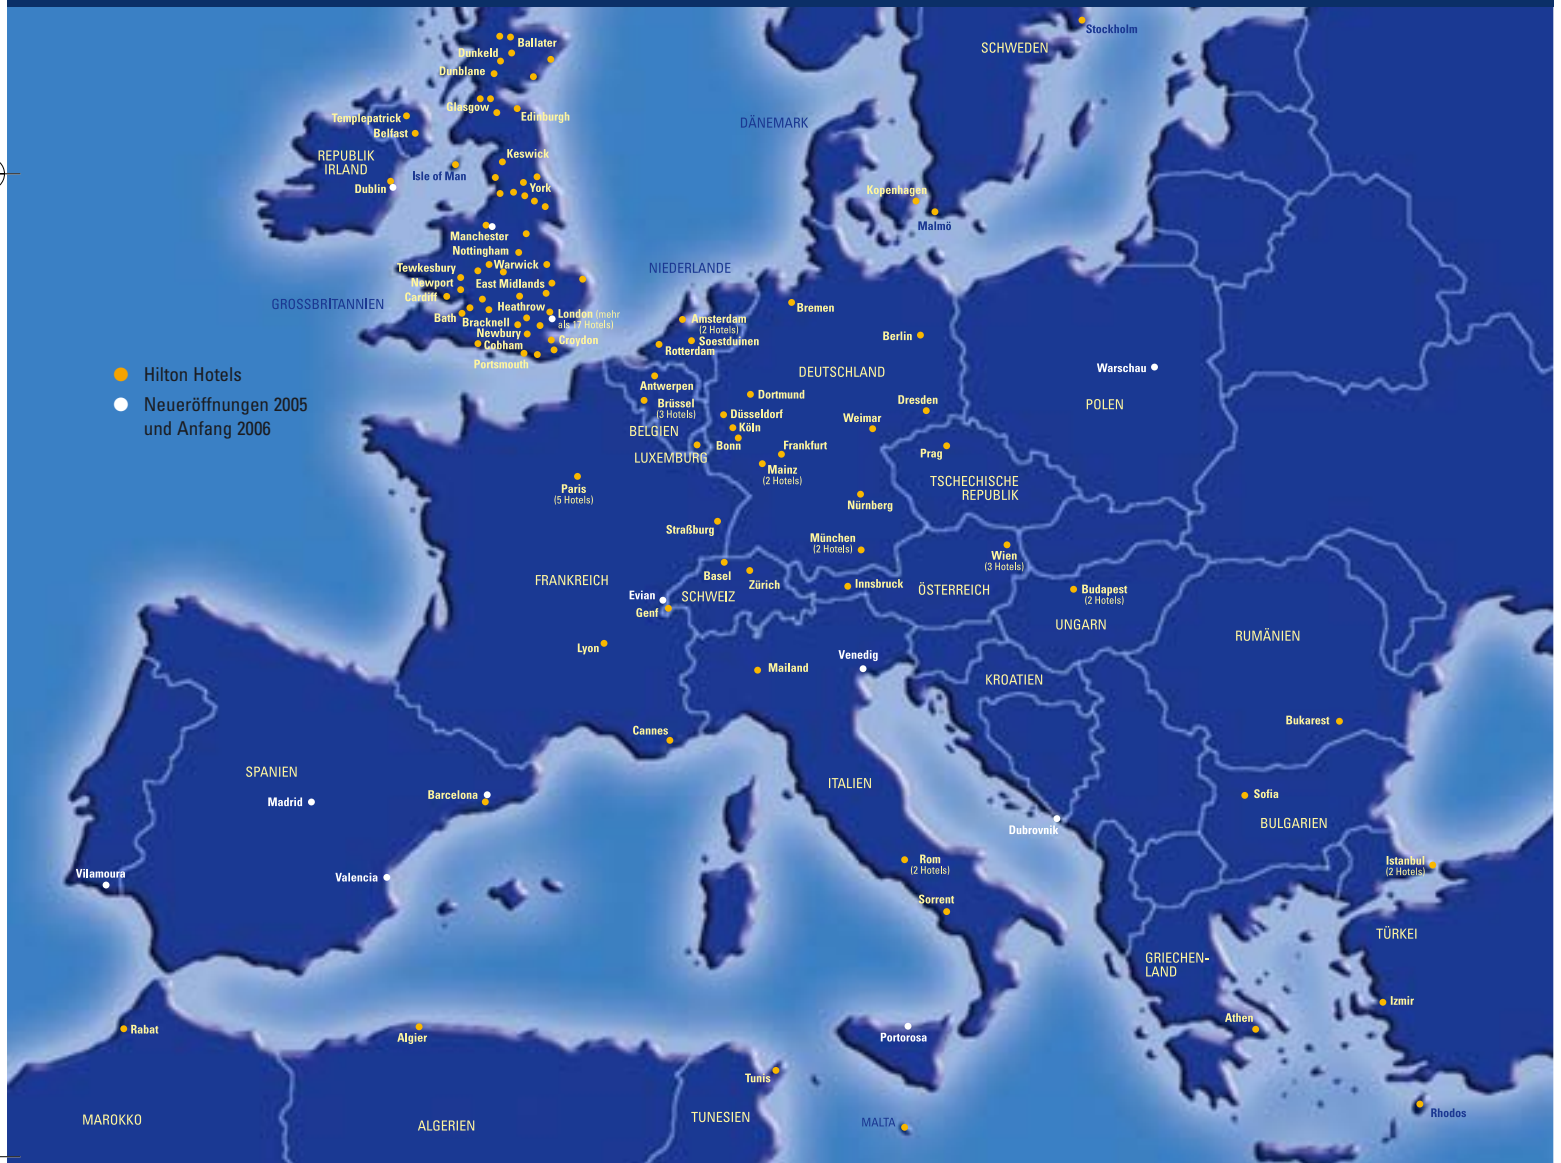 Stockholm
SCHWEDEN
Ballater
Dunkeld
Dunblane
Glasgow
Edinburgh
Templepatrick
Belfast
DÄNEMARK
REPUBLIK
IRLAND
Keswick
Isle of Man
Dublin
York
Kopenhagen
Malmö
Manchester
Nottingham
Tewkesbury
Warwick
NIEDERLANDE
Newport
East Midlands
Cardiff
GROSSBRITANNIEN
Heathrow
Bath
Bracknell
London (mehr
als 17 Hotels)
Newbury
Cobham
Croydon
Portsmouth
Amsterdam
(2 Hotels)
Soestduinen
Rotterdam
Bremen
Berlin
Warschau
POLEN
DEUTSCHLAND
Hilton Hotels
Neueröffnungen 2005
und Anfang 2006
Antwerpen
Brüssel
(3 Hotels)
BELGIEN
LUXEMBURG
Dortmund
Düsseldorf
Köln
Bonn
Frankfurt
Mainz
(2 Hotels)
Weimar
Dresden
Prag
TSCHECHISCHE
REPUBLIK
Paris
(5 Hotels)
Nürnberg
Straßburg
München
(2 Hotels)
Wien
(3 Hotels)
Basel
Zürich
Innsbruck
ÖSTERREICH
Budapest
(2 Hotels)
FRANKREICH
Evian
SCHWEIZ
Genf
UNGARN
RUMÄNIEN
Lyon
Mailand
Venedig
KROATIEN
Cannes
Bukarest
SPANIEN
Madrid
Barcelona
ITALIEN
Sofia
BULGARIEN
Dubrovnik
Vilamoura
Valencia
Rom
(2 Hotels)
Istanbul
(2 Hotels)
Sorrent
TÜRKEI
GRIECHEN-
LAND
Izmir
Athen
Rabat
Algier
Portorosa
Tunis
MAROKKO
ALGERIEN
TUNESIEN
MALTA
Rhodos